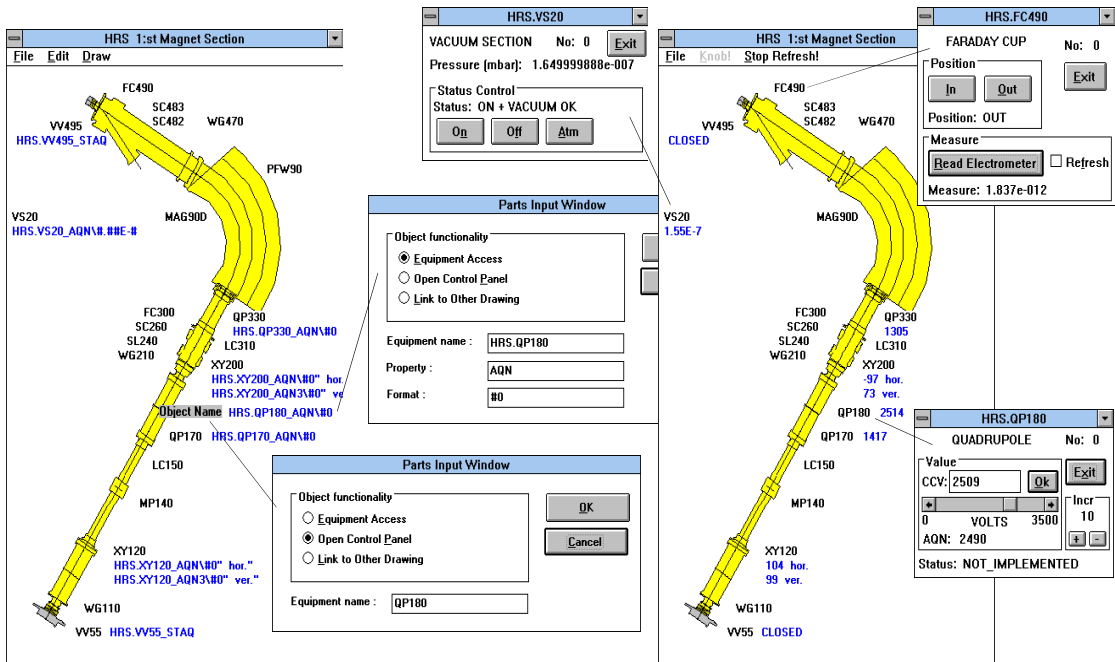 HRS 1:st Magnet Section
File Edit Draw
FC490
SC483
SC482
WG470
VV495
HRS.VV495_STAQ
PFW90
VS20
HRS.VS20_AQN\#.##E-#
MAG90D
FC300
SC260
SL240
WG210
QP330
HRS.QP330_AQN\#0
LC310
XY200
HRS.XY200_AQN\#0" hor.
HRS.XY200_AQN3\#0" ve
Object Name HRS.QP180_AQN\#0
QP170 HRS.QP170_AQN\#0
LC150
MP140
XY120
HRS.XY120_AQN\#0" hor."
HRS.XY120_AQN3\#0" ver."
WG110
VV55 HRS.VV55_STAQ
HRS.VS20
VACUUM SECTION No: 0 Exit
Pressure (mbar): 1.649999888e-007
Status Control
Status: ON + VACUUM OK
On Off Atm
Parts Input Window
Object functionality
Equipment Access
Open Control Panel
Link to Other Drawing
Equipment name : HRS.QP180
Property : AQN
Format : #0
Parts Input Window
Object functionality
Equipment Access
Open Control Panel
Link to Other Drawing
OK
Cancel
Equipment name : QP180
HRS 1:st Magnet Section
File Knob! Stop Refresh!
FC490
SC483
SC482
WG470
VV495
CLOSED
VS20
1.55E-7
MAG90D
FC300
SC260
SL240
WG210
QP330
1305
LC310
XY200
-97 hor.
73 ver.
QP180 2514
QP170 1417
LC150
MP140
XY120
104 hor.
99 ver.
WG110
VV55 CLOSED
HRS.FC490
FARADAY CUP No: 0
Position
In Out
Exit
Position: OUT
Measure
Read Electrometer Refresh
Measure: 1.837e-012
HRS.QP180
QUADRUPOLE No: 0
Value
CCV: 2509 Ok
Exit
0 VOLTS 3500
AQN: 2490
Incr
10
+ -
Status: NOT_IMPLEMENTED